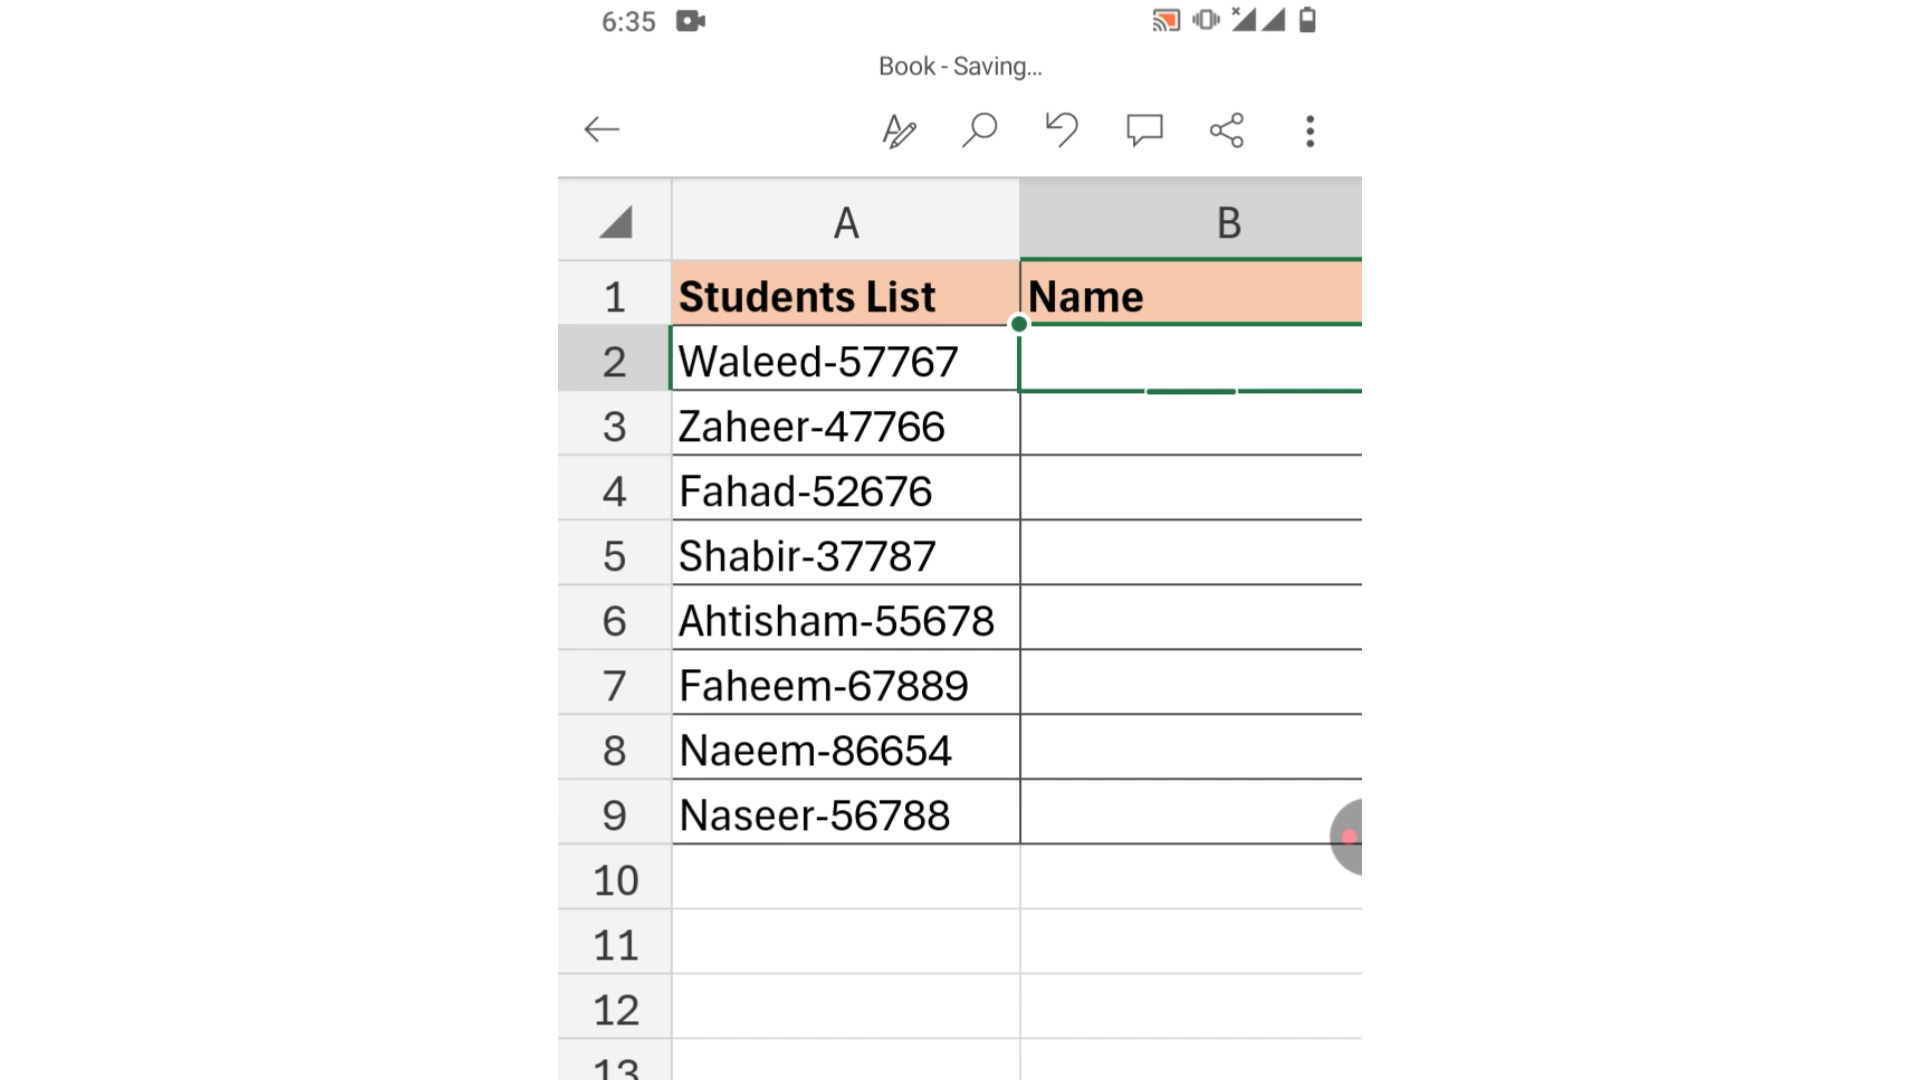 6:35
Book - Saving...
A B
1 Students List Name
2 Waleed-57767
3 Zaheer-47766
4 Fahad-52676
5 Shabir-37787
6 Ahtisham-55678
7 Faheem-67889
8 Naeem-86654
9 Naseer-56788
10
11
12
13